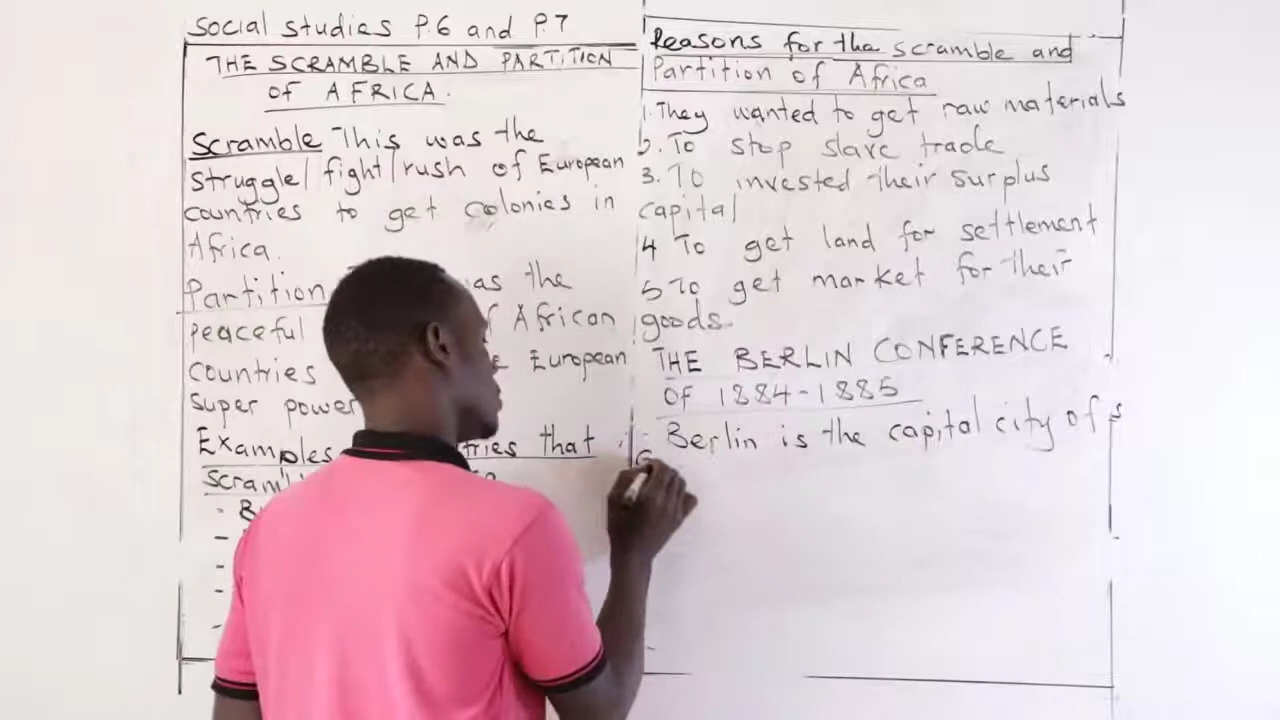 Social studies P.6 and P.7
THE SCRAMBLE AND PARTITION
OF AFRICA.
Scramble This was the
struggle/fight/rush of European
countries to get colonies in
Africa.
Partition as the
peaceful of African
countries European
super power
Examples that
Reasons for the scramble and
Partition of Africa
1. They wanted to get raw materials
2. To stop slave trade
3. To invested their surplus
capital
4 To get land for settlement
5 To get market for their
goods.
THE BERLIN CONFERENCE
OF 1884-1885
- Berlin is the capital city of